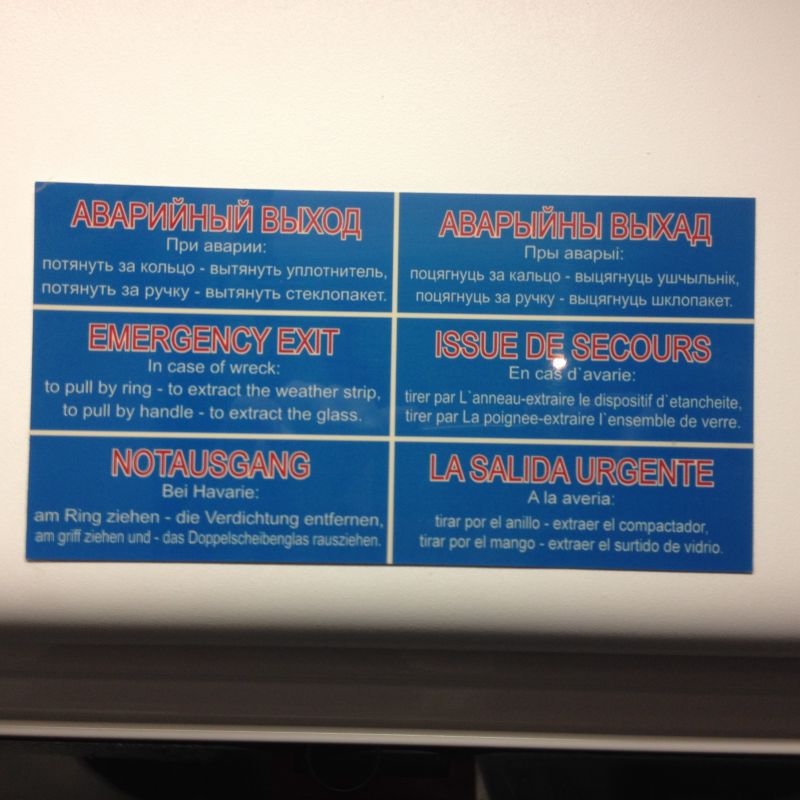 АВАРИЙНЫЙ ВЫХОД
При аварии:
потянуть за кольцо - вытянуть уплотнитель,
потянуть за ручку - вытянуть стеклопакет.
АВАРЫЙНЫ ВЫХАД
Пры аварыі:
поцягнуць за кальцо - выцягнуць ушчыльнік,
поцягнуць за ручку - выцягнуць шклопакет.
EMERGENCY EXIT
In case of wreck:
to pull by ring - to extract the weather strip,
to pull by handle - to extract the glass.
ISSUE DE SECOURS
En cas d`avarie:
tirer par L`anneau-extraire le dispositif d`etancheite,
tirer par La poignee-extraire l`ensemble de verre.
NOTAUSGANG
Bei Havarie:
am Ring ziehen - die Verdichtung entfernen,
am griff ziehen und - das Doppelscheibenglas rausziehen.
LA SALIDA URGENTE
A la averia:
tirar por el anillo - extraer el compactador,
tirar por el mango - extraer el surtido de vidrio.